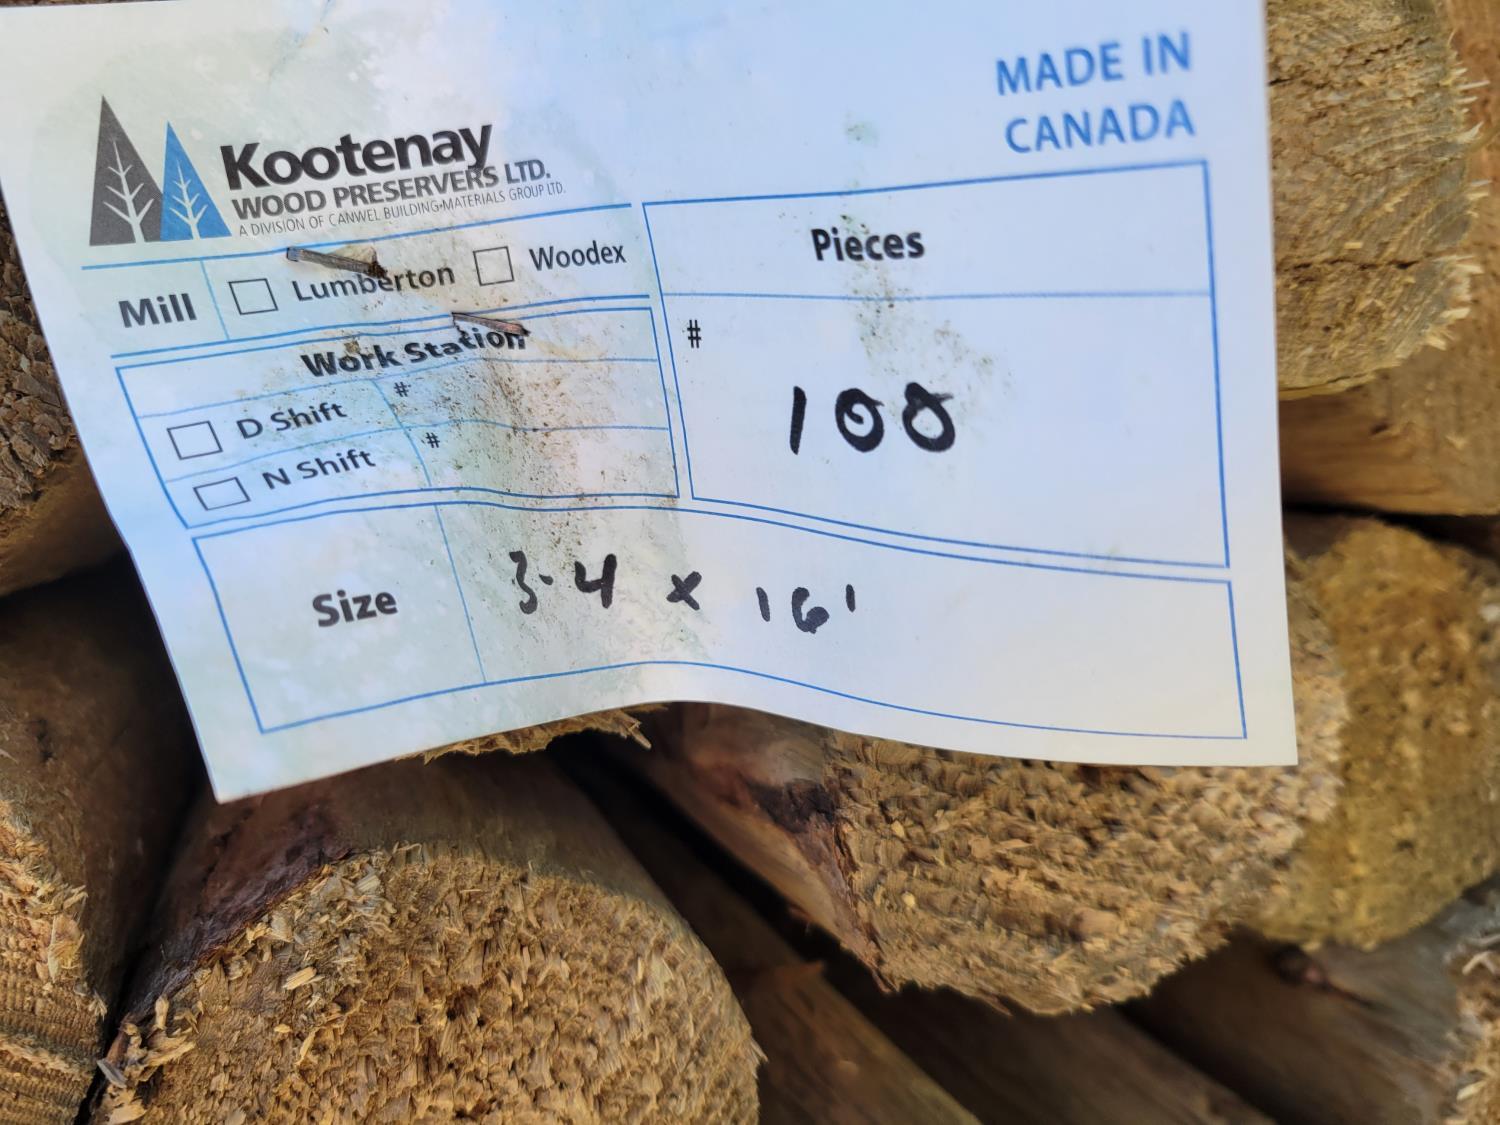 MADE IN
CANADA
Kootenay
WOOD PRESERVERS LTD.
A DIVISION OF CANWEL BUILDING MATERIALS GROUP LTD.
Mill
Lumberton
Woodex
Work Station
D Shift #
N Shift #
Pieces
#
100
Size
3-4 x 16'